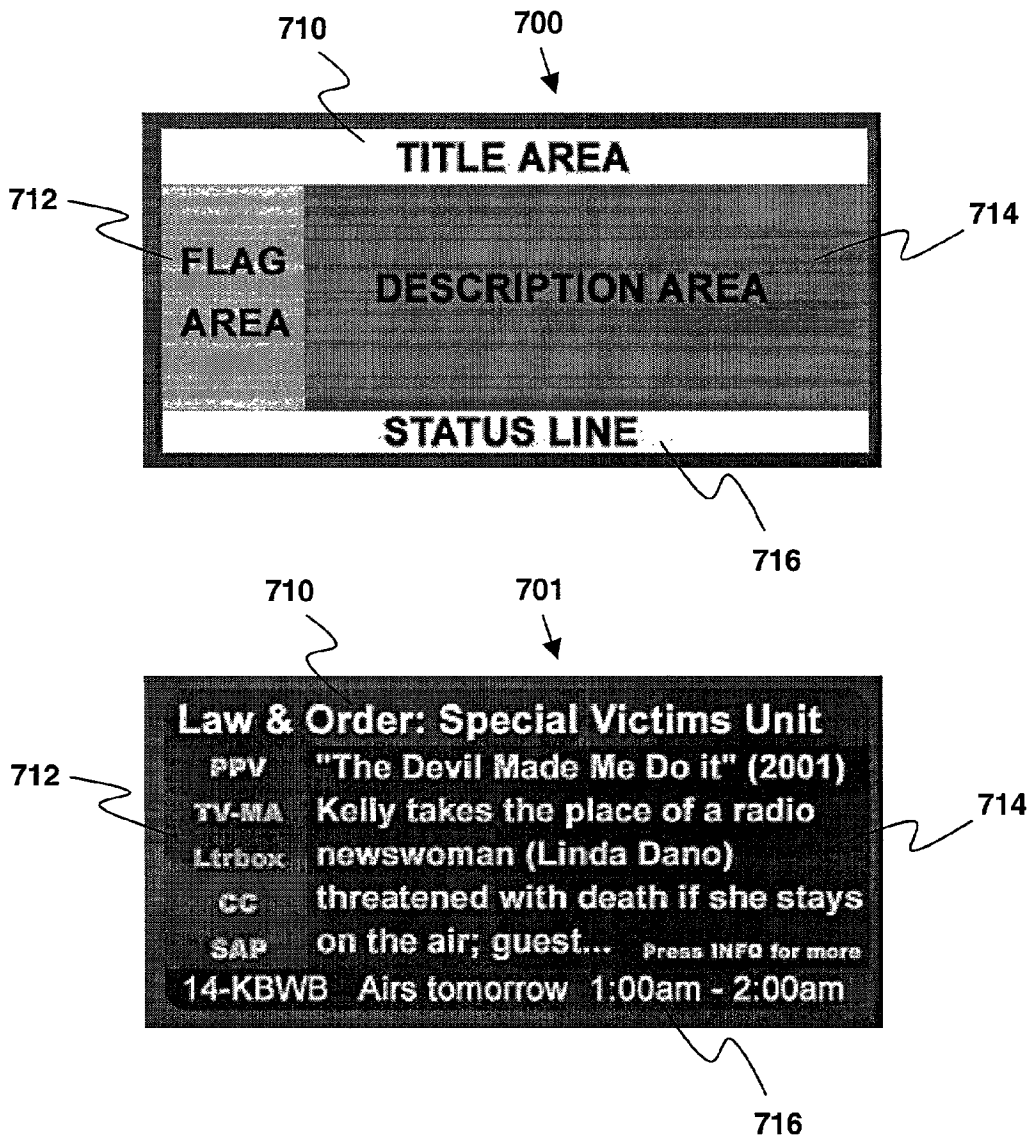 710
700
TITLE AREA
712
714
FLAG
AREA
DESCRIPTION AREA
STATUS LINE
716
710
701
Law & Order: Special Victims Unit
712
PPV
"The Devil Made Me Do it" (2001)
TV-MA
Kelly takes the place of a radio
714
Ltrbox
newswoman (Linda Dano)
CC
threatened with death if she stays
SAP
on the air; guest... Press INFO for more
14-KBWB Airs tomorrow 1:00am - 2:00am
716